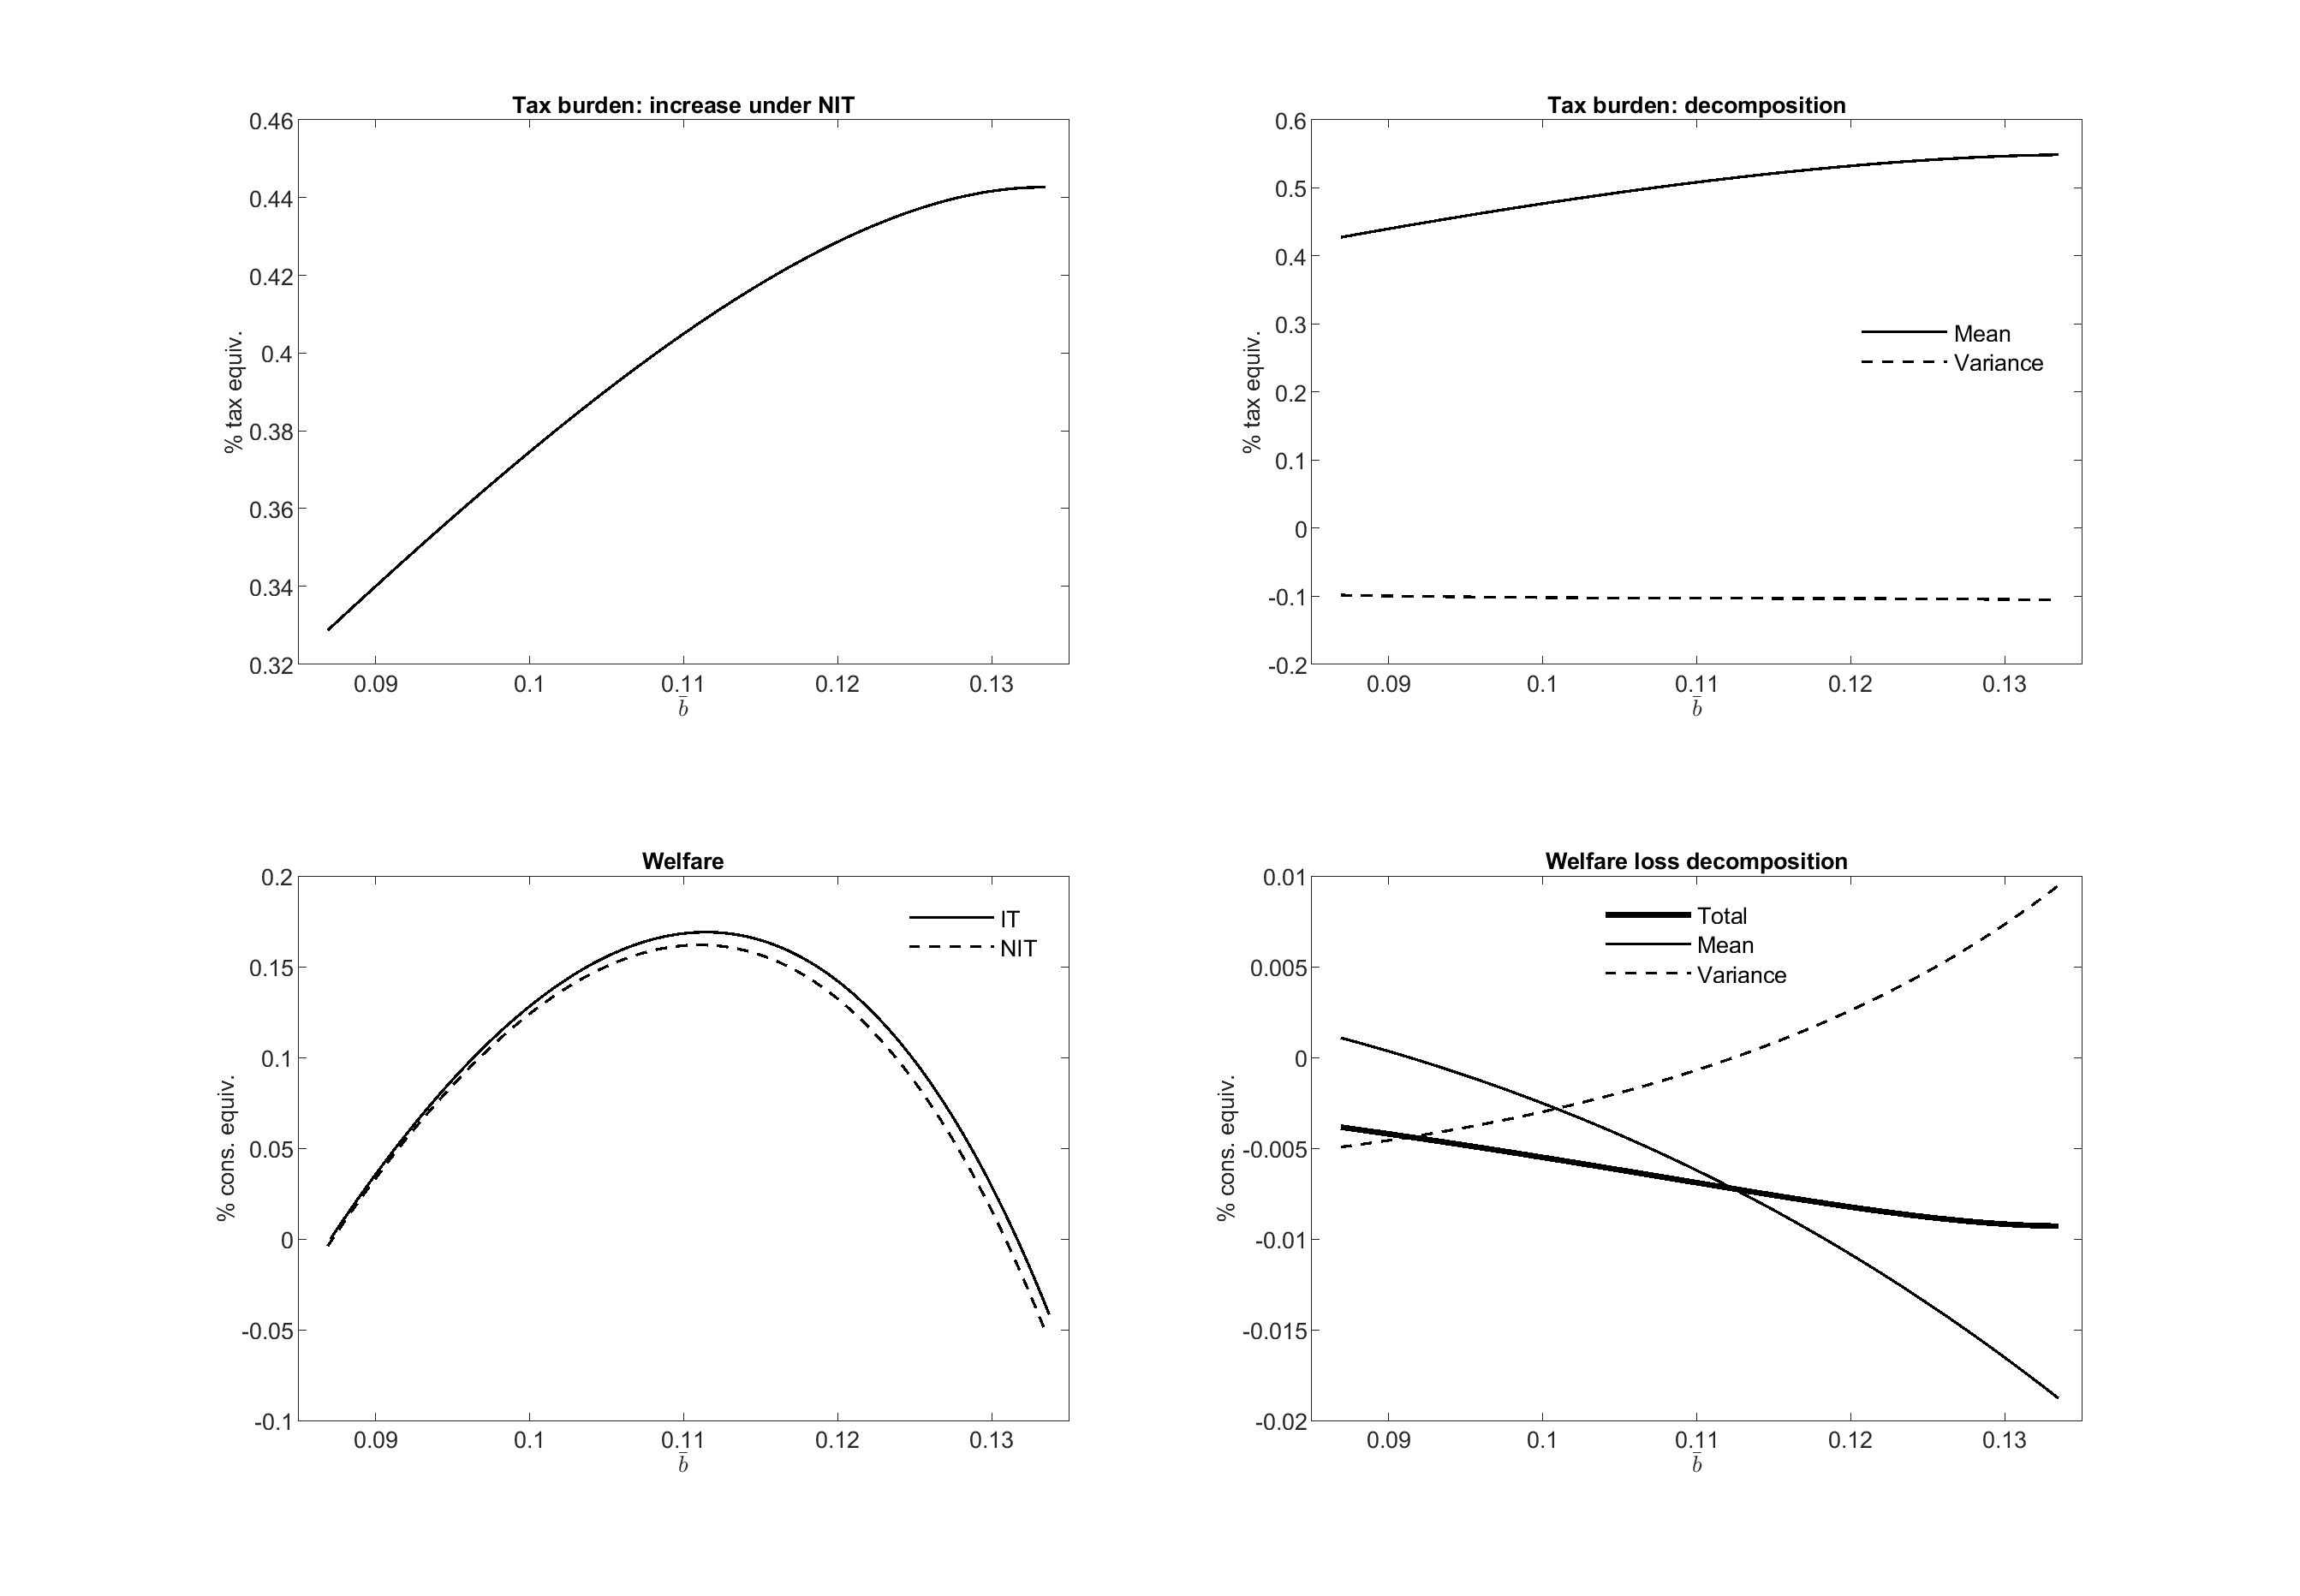 Tax burden: increase under NIT
0.46
0.44
0.42
0.4
0.38
0.36
0.34
0.32
% tax equiv.
0.09 0.1 0.11 0.12 0.13
b̄
Tax burden: decomposition
0.6
0.5
0.4
0.3
0.2
0.1
0
-0.1
-0.2
% tax equiv.
Mean
Variance
0.09 0.1 0.11 0.12 0.13
b̄
Welfare
0.2
0.15
0.1
0.05
0
-0.05
-0.1
% cons. equiv.
IT
NIT
0.09 0.1 0.11 0.12 0.13
b̄
Welfare loss decomposition
0.01
0.005
0
-0.005
-0.01
-0.015
-0.02
% cons. equiv.
Total
Mean
Variance
0.09 0.1 0.11 0.12 0.13
b̄